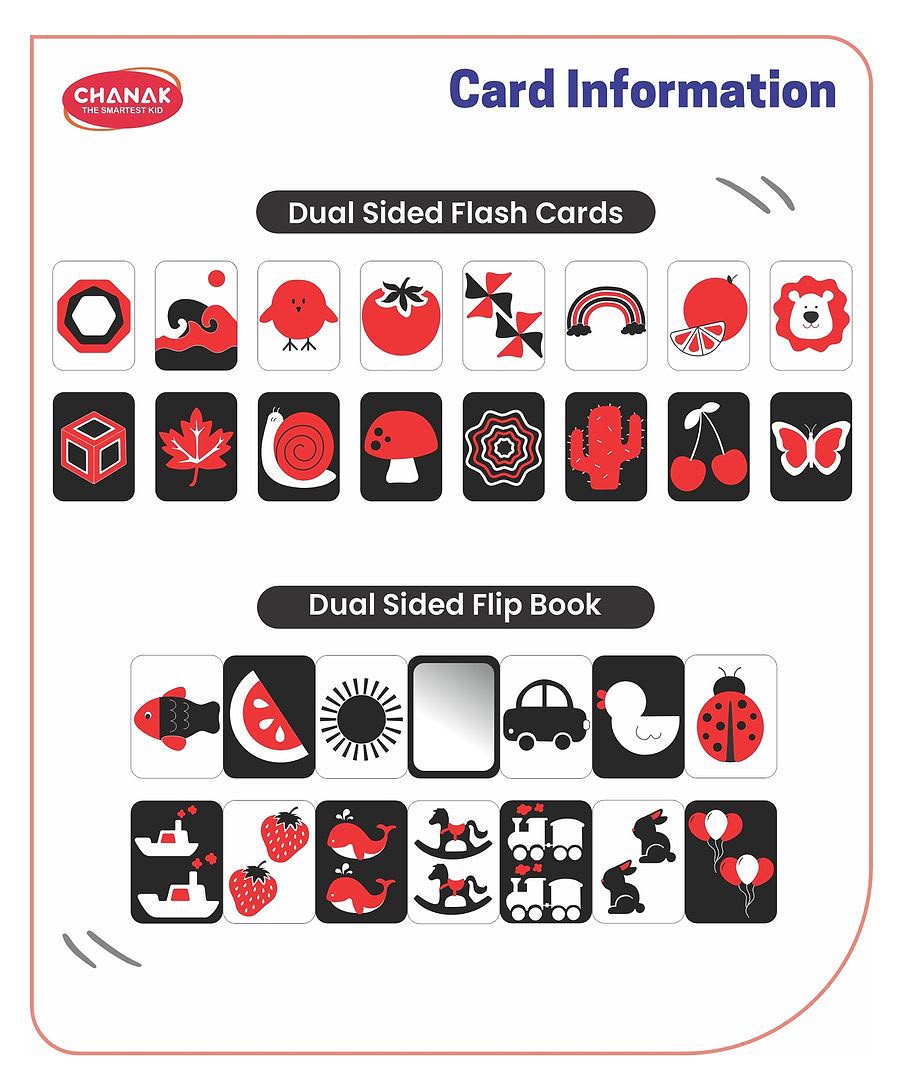 CHANAK
THE SMARTEST KID
Card Information
Dual Sided Flash Cards
Dual Sided Flip Book